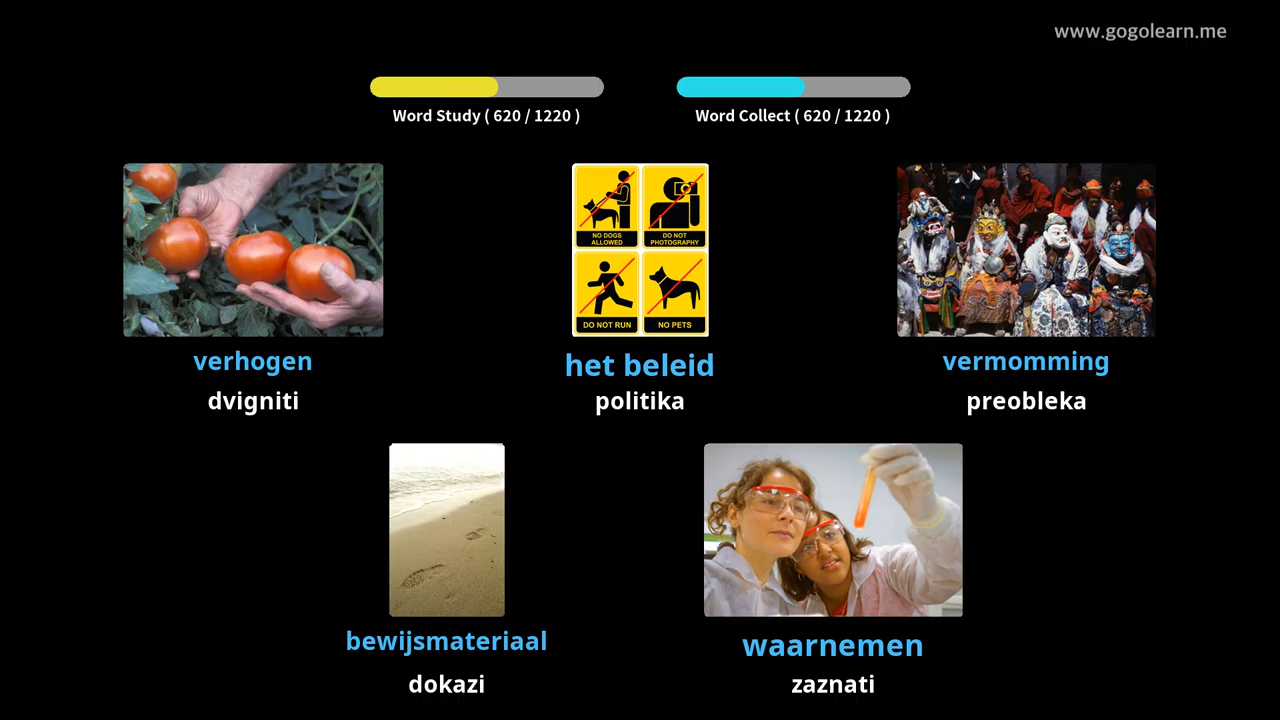 www.gogolearn.me
Word Study ( 620 / 1220 )
Word Collect ( 620 / 1220 )
NO DOGS
ALLOWED
DO NOT
PHOTOGRAPHY
DO NOT RUN
NO PETS
verhogen
het beleid
vermomming
dvigniti
politika
preobleka
bewijsmateriaal
waarnemen
dokazi
zaznati